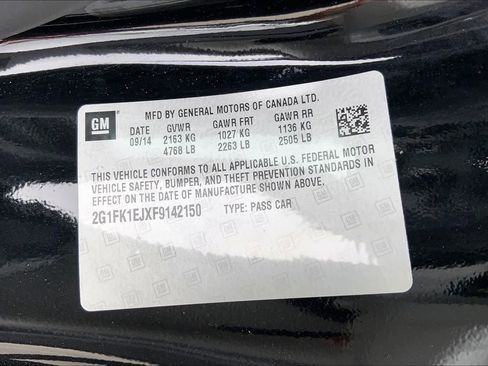 GM
MFD BY GENERAL MOTORS OF CANADA LTD.
DATE GVWR GAWR FRT GAWR RR
09/14 2163 KG 1027 KG 1136 KG
4768 LB 2263 LB 2505 LB
THIS VEHICLE CONFORMS TO ALL APPLICABLE U.S. FEDERAL MOTOR
VEHICLE SAFETY, BUMPER, AND THEFT PREVENTION STANDARDS IN
EFFECT ON THE DATE OF MANUFACTURE SHOWN ABOVE.
2G1FK1EJXF9142150 TYPE: PASS CAR